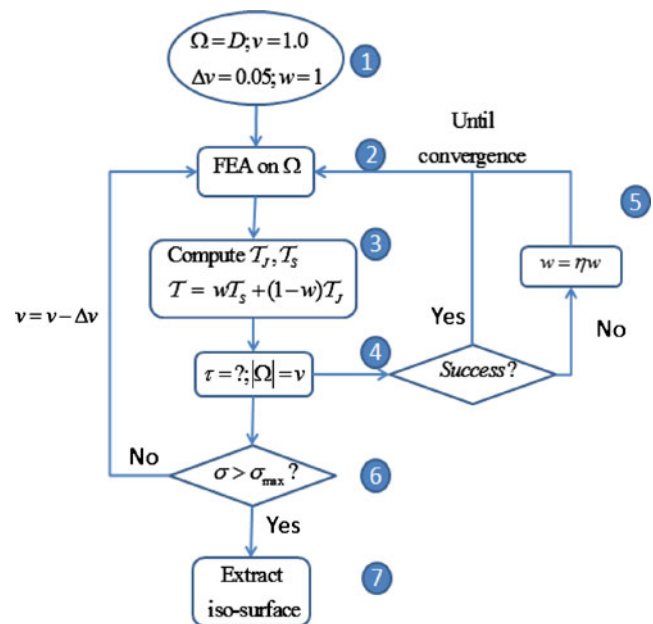 Ω = D; v = 1.0
Δv = 0.05; w = 1
1
Until
convergence
2
FEA on Ω
5
3
Compute 𝒯_J, 𝒯_S
𝒯 = w𝒯_S + (1−w)𝒯_J
w = ηw
v = v − Δv
Yes
No
4
τ = ?; |Ω| = v
Success?
No
σ > σ_max ?
6
Yes
Extract
iso-surface
7